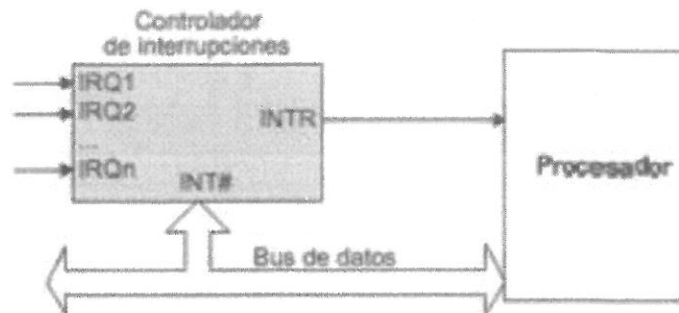 Controlador
de interrupciones
IRQ1
IRQ2
...
IRQn
INTR
INT#
Procesador
Bus de datos